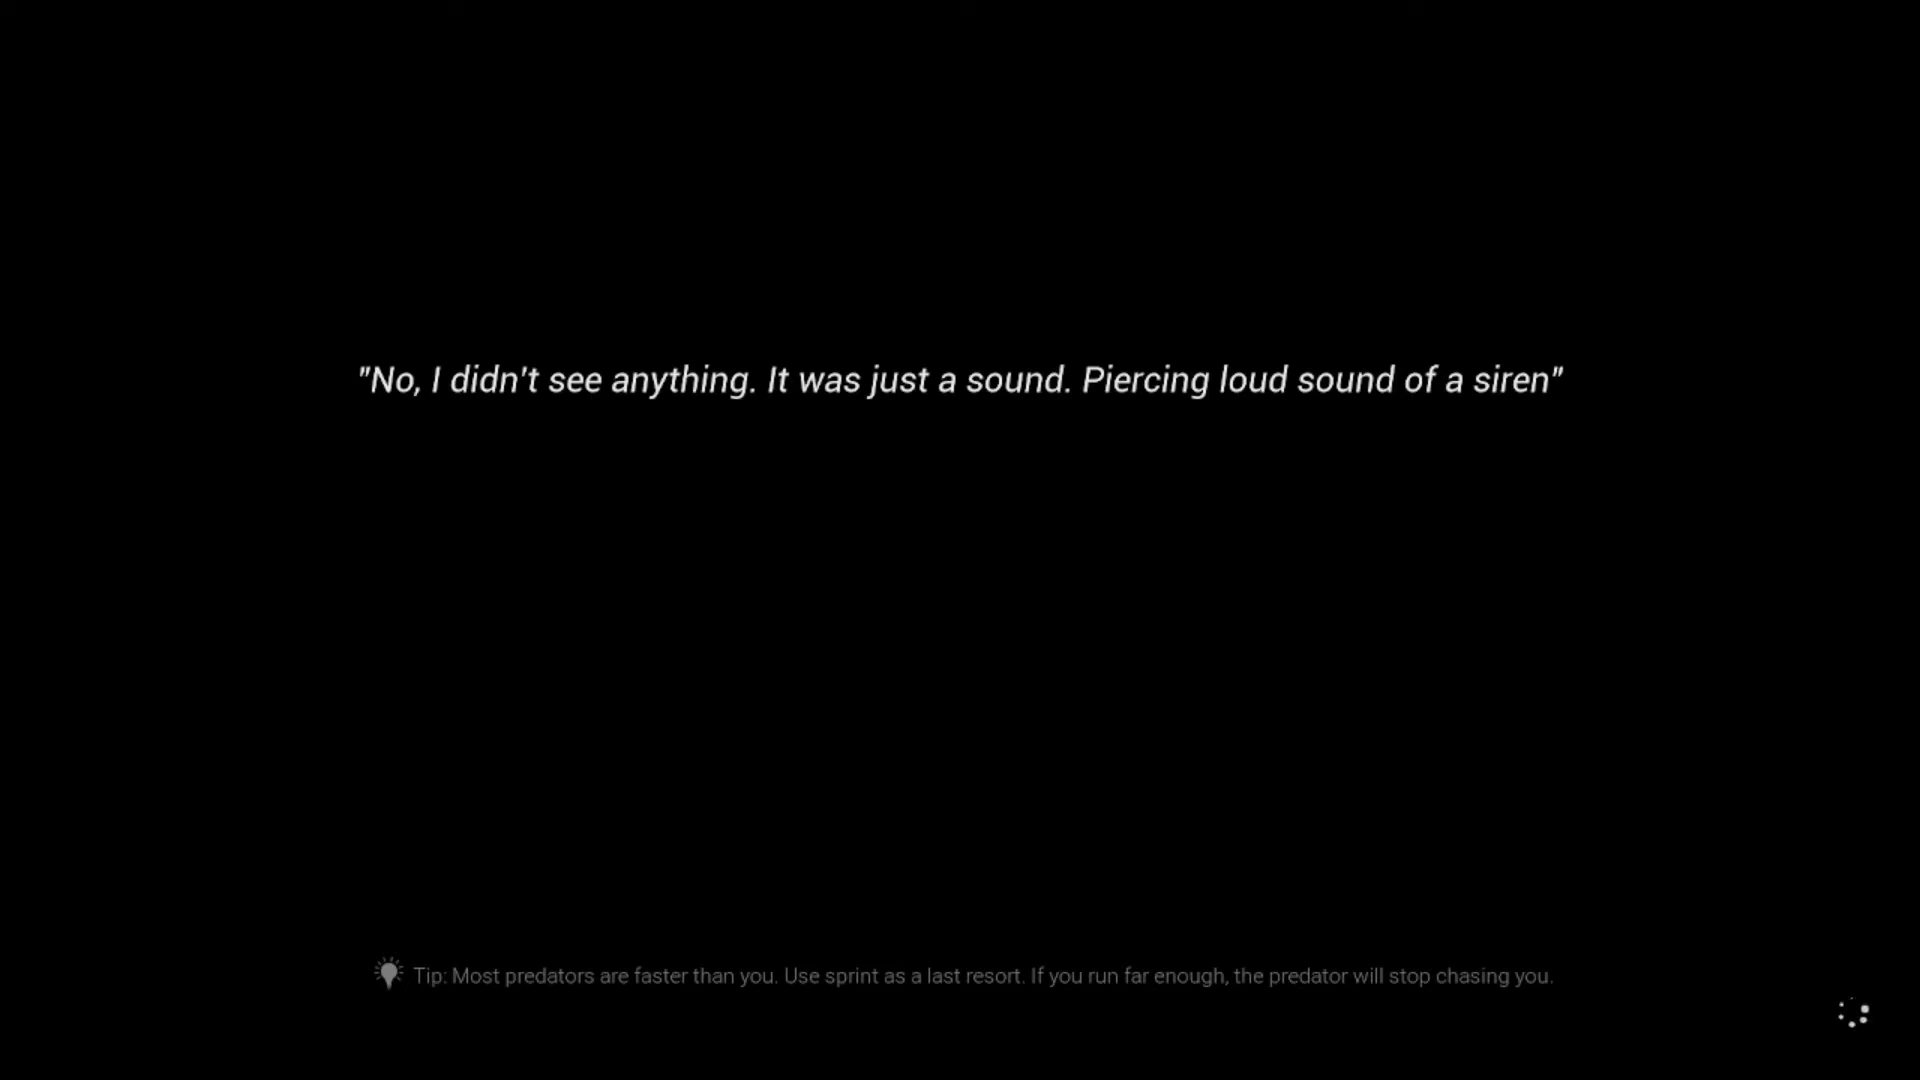 "No, I didn't see anything. It was just a sound. Piercing loud sound of a siren"
Tip: Most predators are faster than you. Use sprint as a last resort. If you run far enough, the predator will stop chasing you.